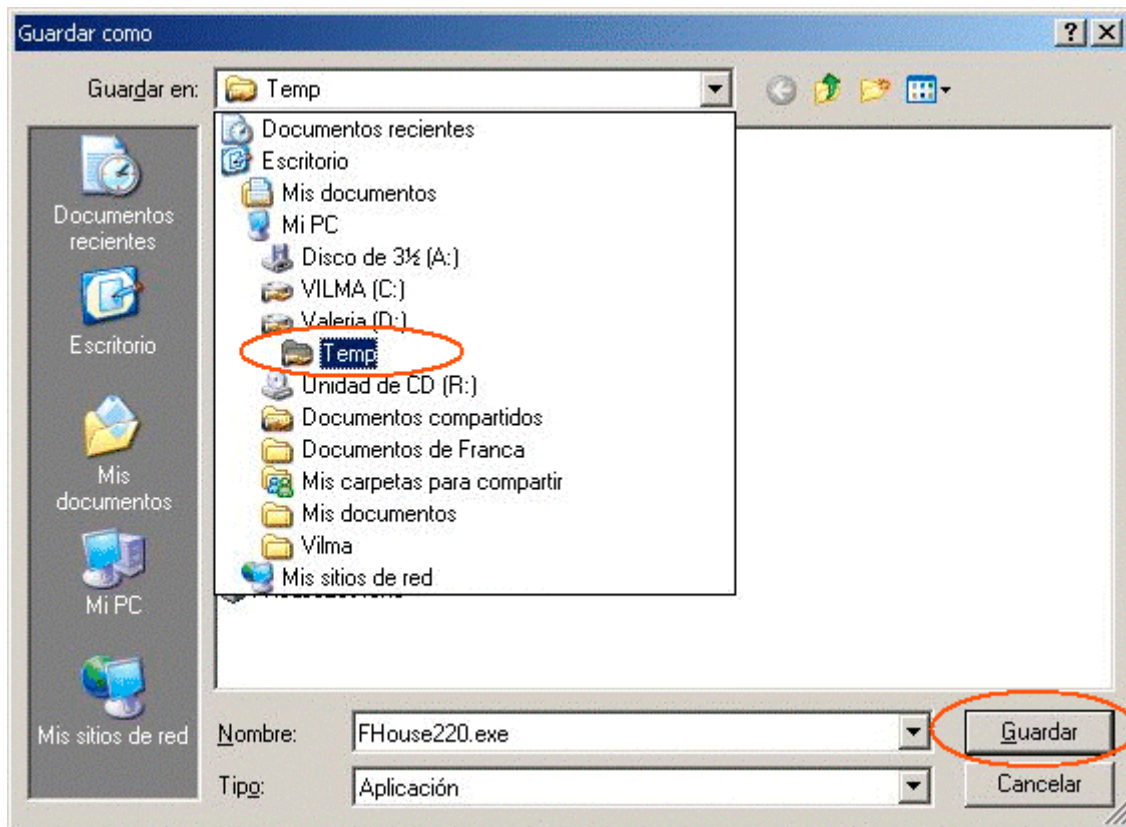 Guardar como
Guardar en:
Temp
Documentos recientes
Escritorio
Mis documentos
Mi PC
Disco de 3½ (A:)
VILMA (C:)
Valeria (D:)
Temp
Unidad de CD (R:)
Documentos compartidos
Documentos de Franca
Mis carpetas para compartir
Mis documentos
Vilma
Mis sitios de red
Documentos
recientes
Escritorio
Mis
documentos
Mi PC
Mis sitios de red
Nombre:
FHouse220.exe
Guardar
Tipo:
Aplicación
Cancelar